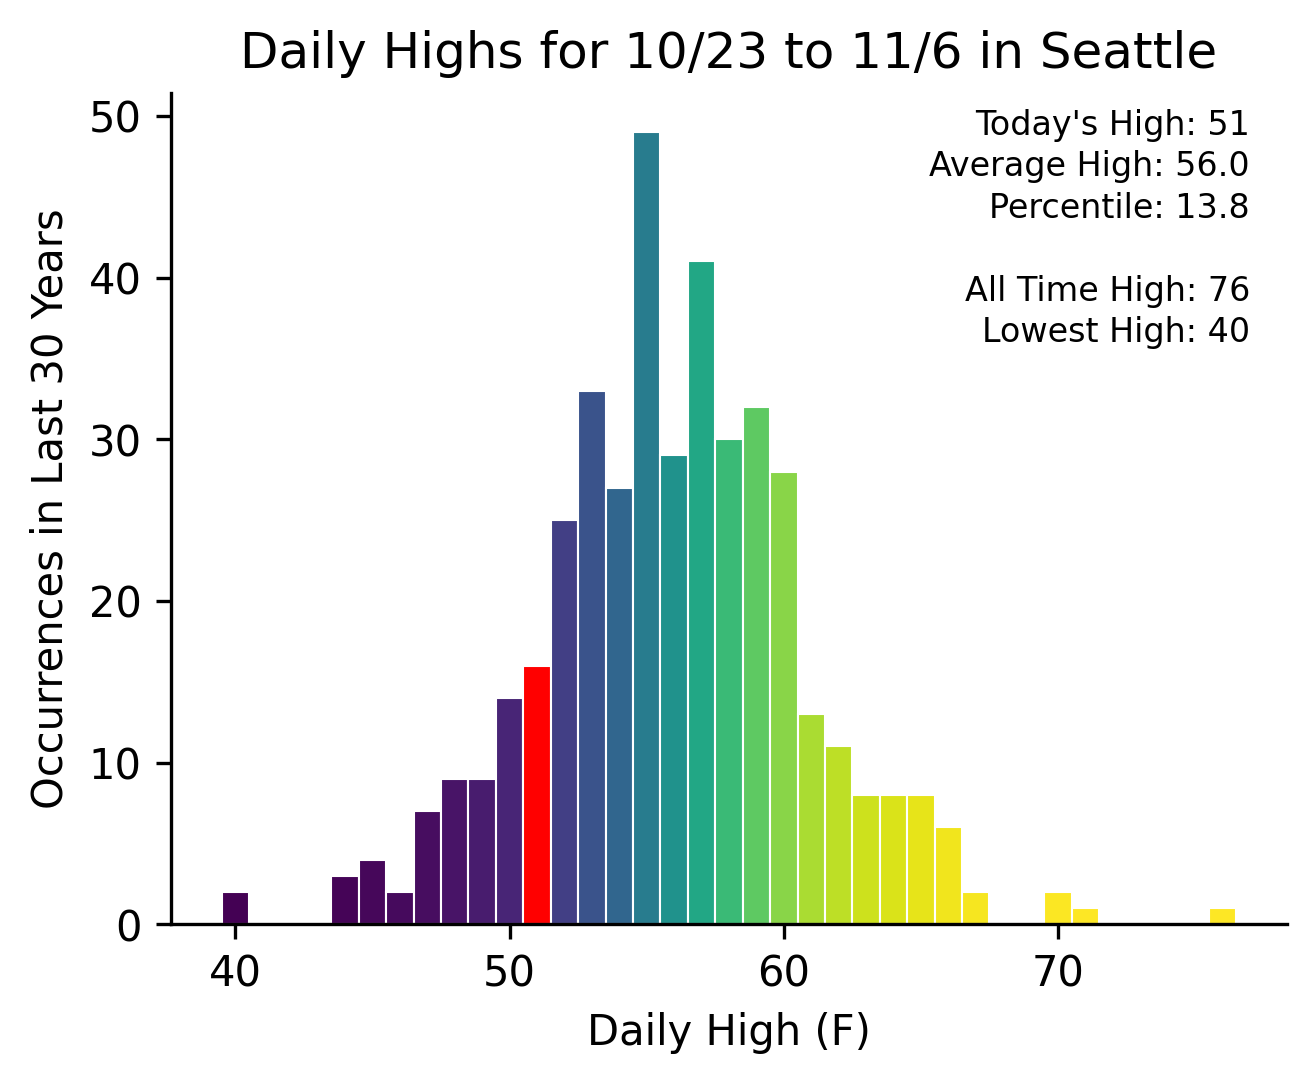 Daily Highs for 10/23 to 11/6 in Seattle
Today's High: 51
Average High: 56.0
Percentile: 13.8
All Time High: 76
Lowest High: 40
Occurrences in Last 30 Years
50
40
30
20
10
0
40 50 60 70
Daily High (F)